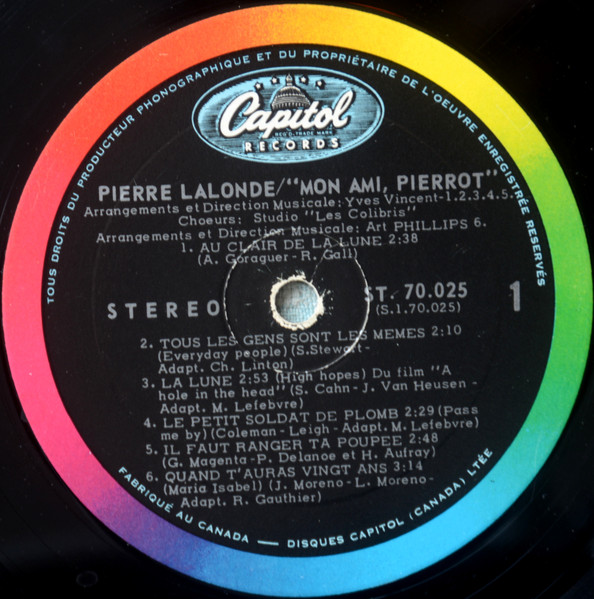 TOUS DROITS DU PRODUCTEUR PHONOGRAPHIQUE ET DU PROPRIÉTAIRE DE L'OEUVRE ENREGISTRÉE RESERVÉS
Capitol
REG'D. TRADE MARK
RECORDS
PIERRE LALONDE/"MON AMI, PIERROT"
Arrangements et Direction Musicale: Yves Vincent-1.2.3.4.5.
Choeurs: Studio "Les Colibris"
Arrangements et Direction Musicale: Art PHILLIPS 6.
1. AU CLAIR DE LA LUNE 2:38
(A. Goraguer-R. Gall)
STEREO
ST. 70.025
(S.1.70.025)
1
2. TOUS LES GENS SONT LES MEMES 2:10
(Everyday people) (S.Stewart-
Adapt. Ch. Linton)
3. LA LUNE 2:53 (High hopes) Du film "A
hole in the head" (S. Cahn-J. Van Heusen-
Adapt. M. Lefebvre)
4. LE PETIT SOLDAT DE PLOMB 2:29 (Pass
me by) (Coleman-Leigh-Adapt. M. Lefebvre)
5. IL FAUT RANGER TA POUPEE 2:48
(G. Magenta-P. Delanoe et H. Aufray)
6. QUAND T'AURAS VINGT ANS 3:14
(Maria Isabel) (J. Moreno-L. Moreno-
Adapt. R. Gauthier)
FABRIQUÉ AU CANADA — DISQUES CAPITOL (CANADA) LTÉE